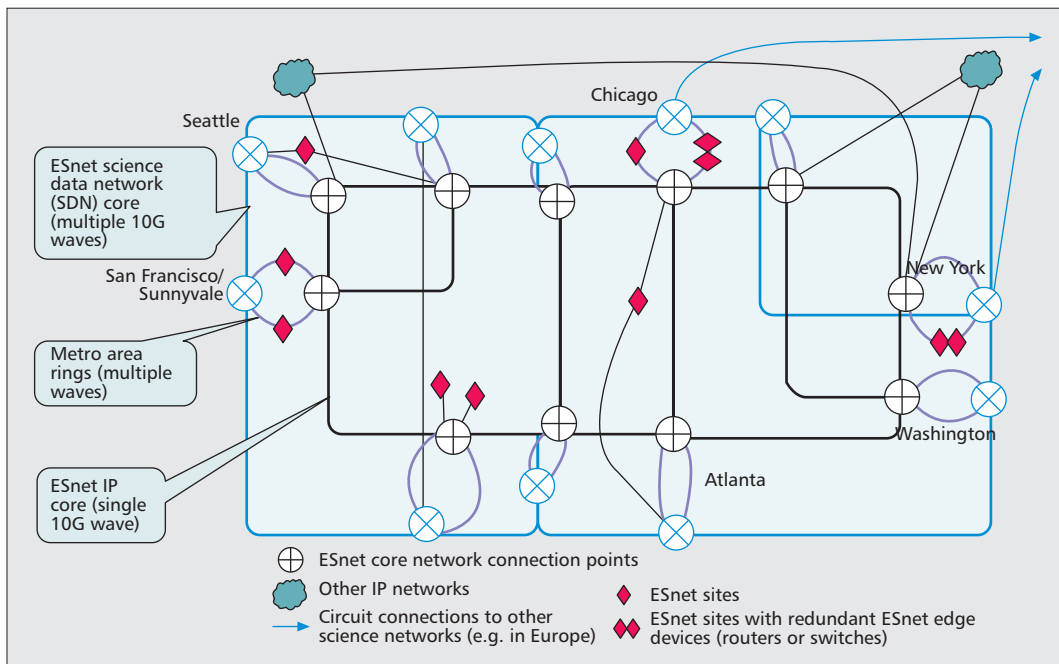 Chicago
Seattle
ESnet science
data network
(SDN) core
(multiple 10G
waves)
San Francisco/
Sunnyvale
New York
Metro area
rings (multiple
waves)
Washington
ESnet IP
core (single
10G wave)
Atlanta
ESnet core network connection points
Other IP networks
Circuit connections to other
science networks (e.g. in Europe)
ESnet sites
ESnet sites with redundant ESnet edge
devices (routers or switches)